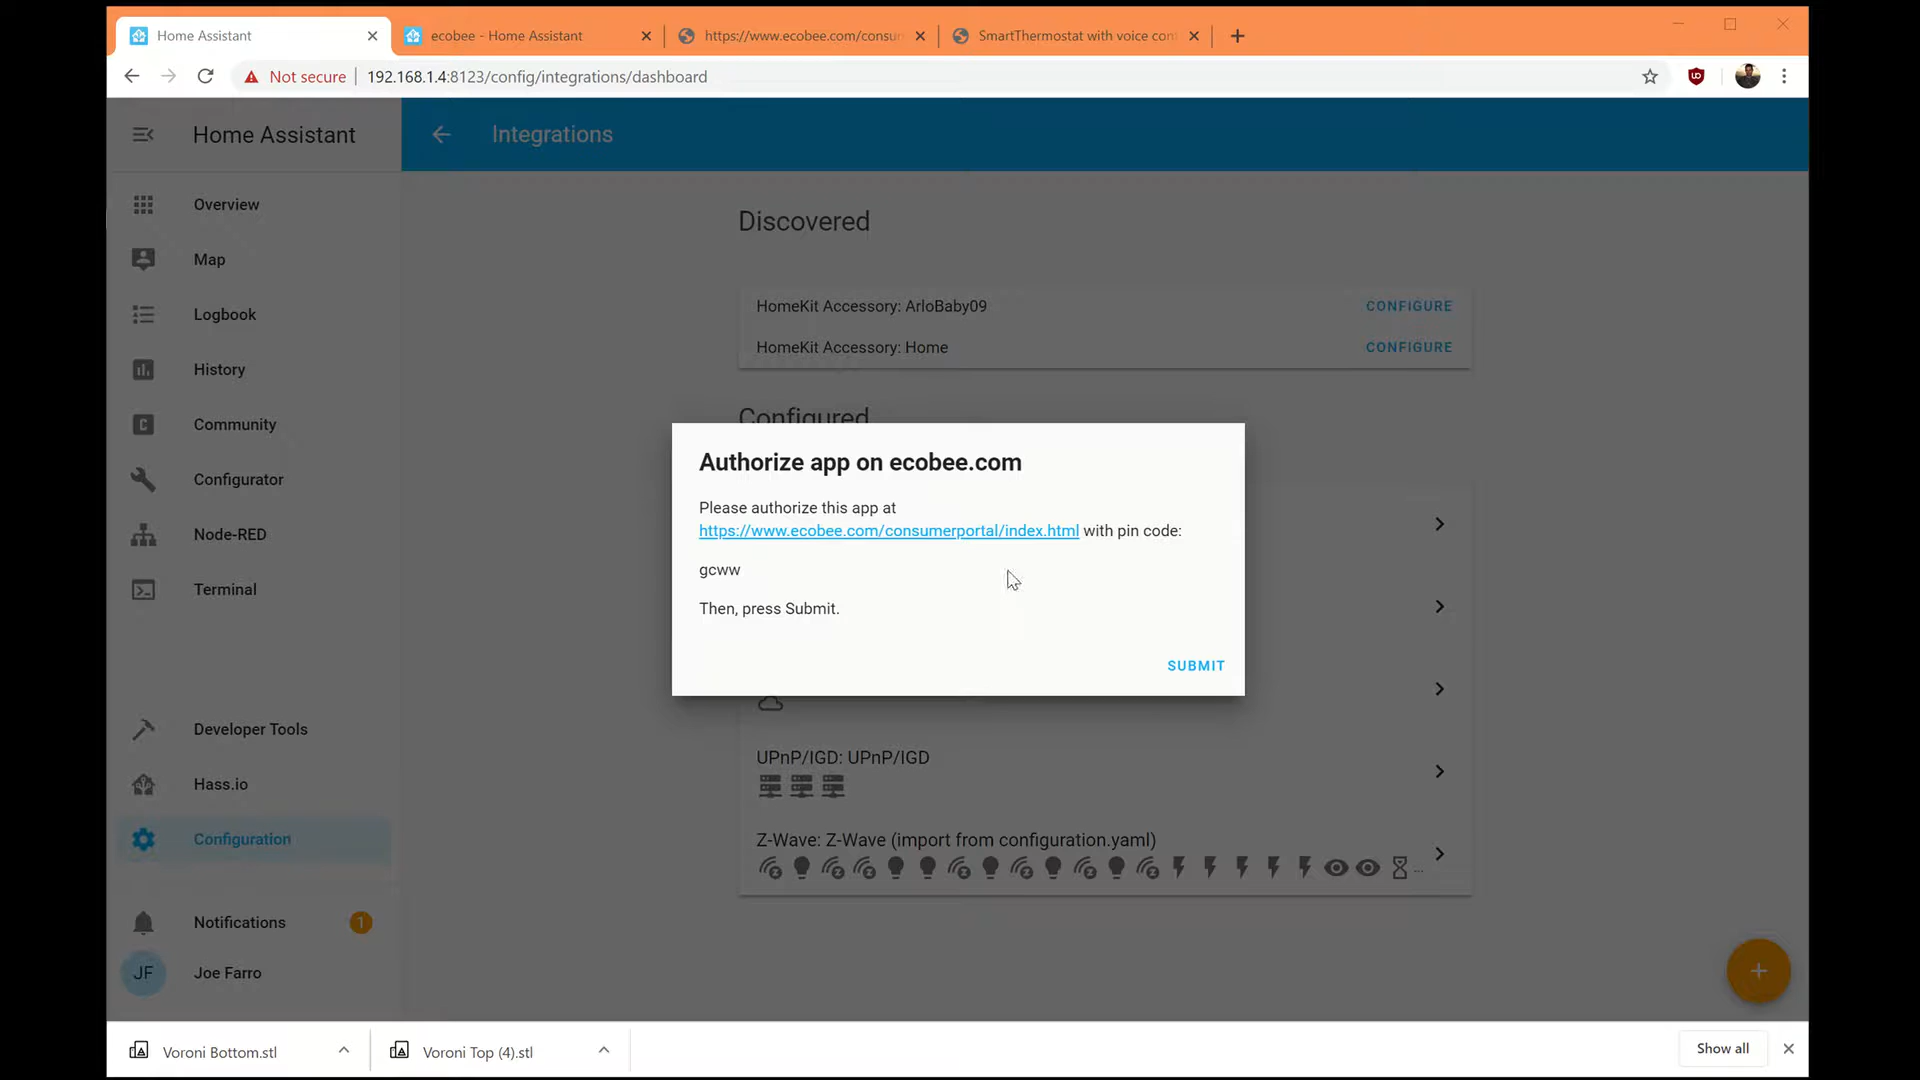 Home Assistant
ecobee - Home Assistant
https://www.ecobee.com/consum
SmartThermostat with voice con
Not secure
192.168.1.4:8123/config/integrations/dashboard
Home Assistant
Integrations
Overview
Map
Logbook
History
Community
Configurator
Node-RED
Terminal
Developer Tools
Hass.io
Configuration
Notifications
1
JF
Joe Farro
Discovered
HomeKit Accessory: ArloBaby09
CONFIGURE
HomeKit Accessory: Home
CONFIGURE
Configured
Authorize app on ecobee.com
Please authorize this app at
https://www.ecobee.com/consumerportal/index.html with pin code:
gcww
Then, press Submit.
SUBMIT
UPnP/IGD: UPnP/IGD
Z-Wave: Z-Wave (import from configuration.yaml)
...
Voroni Bottom.stl
Voroni Top (4).stl
Show all